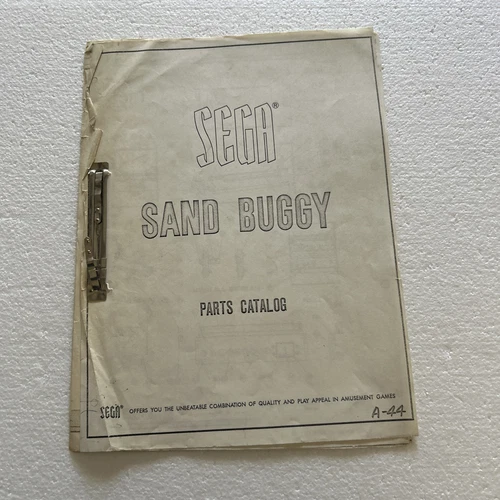 SEGA®
SAND BUGGY
PARTS CATALOG
SEGA® OFFERS YOU THE UNBEATABLE COMBINATION OF QUALITY AND PLAY APPEAL IN AMUSEMENT GAMES
A-44